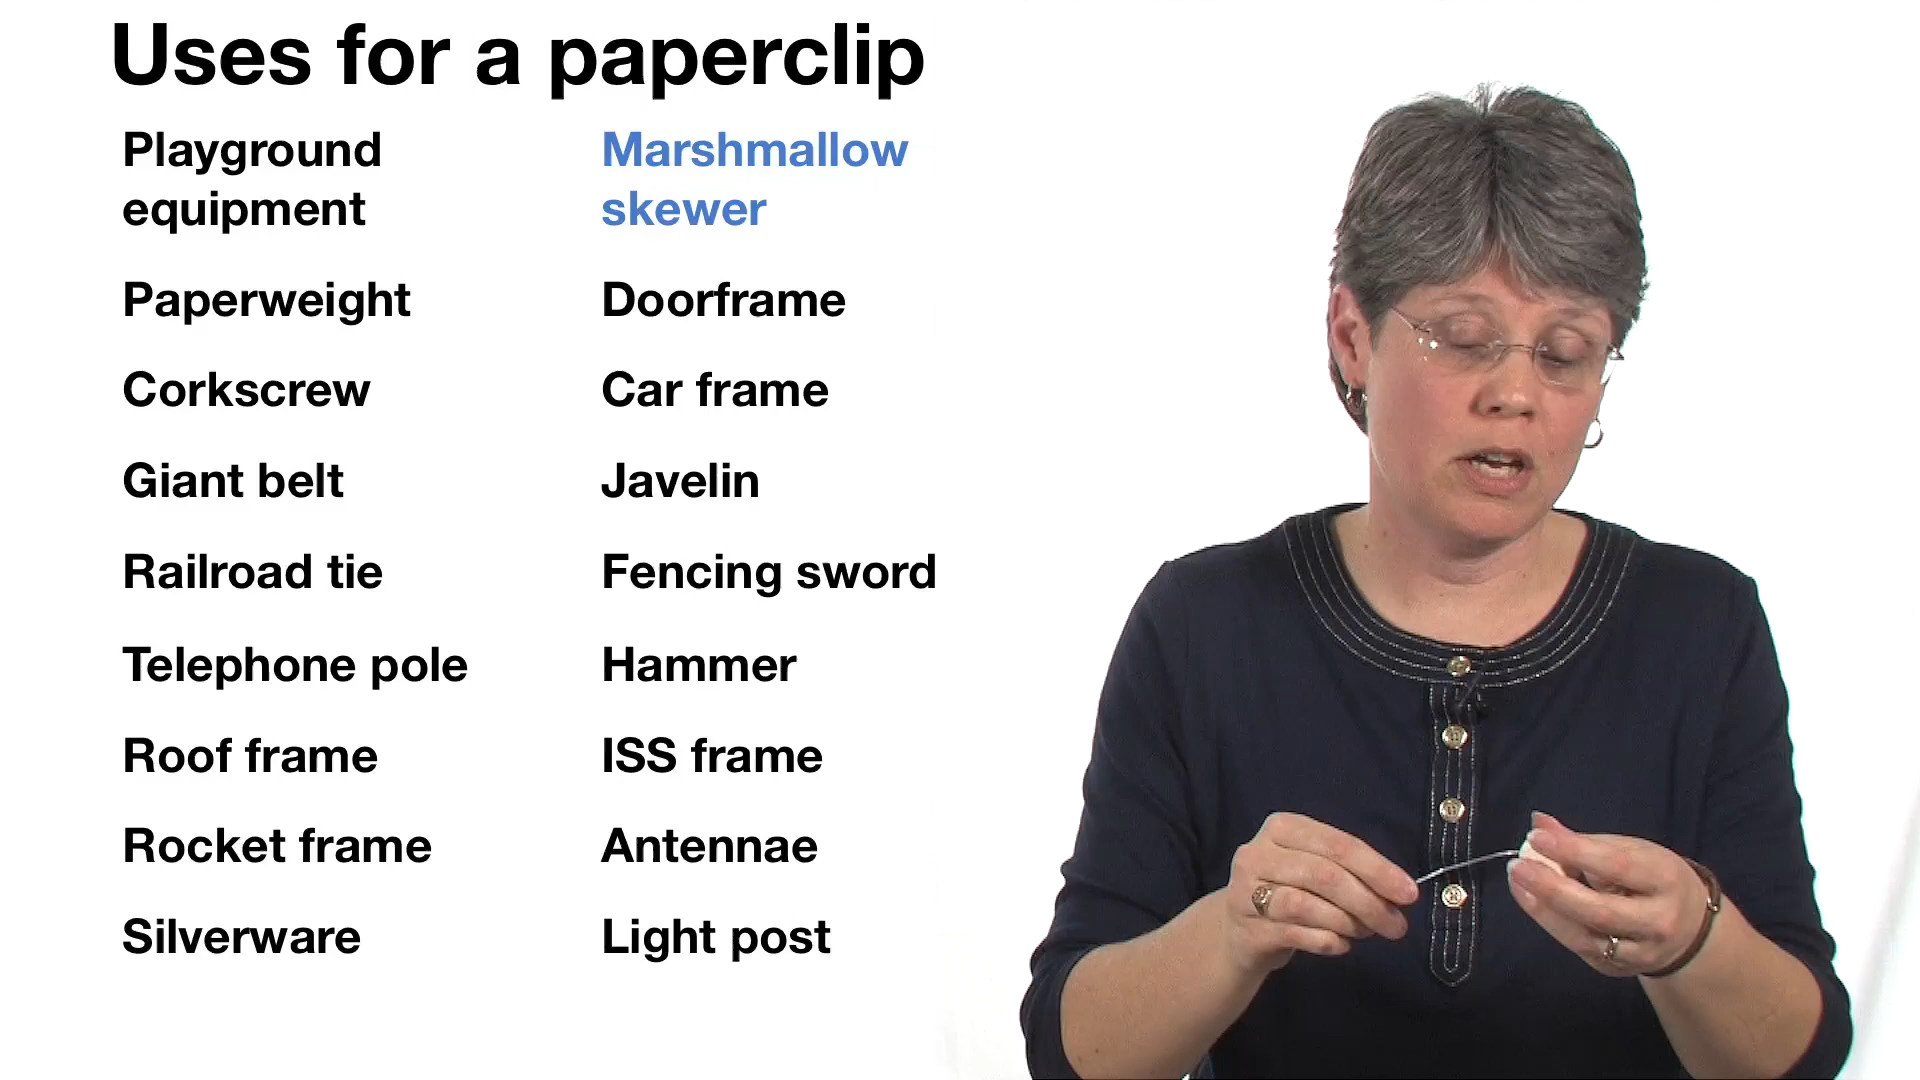 Uses for a paperclip
Playground
equipment
Paperweight
Corkscrew
Giant belt
Railroad tie
Telephone pole
Roof frame
Rocket frame
Silverware
Marshmallow
skewer
Doorframe
Car frame
Javelin
Fencing sword
Hammer
ISS frame
Antennae
Light post